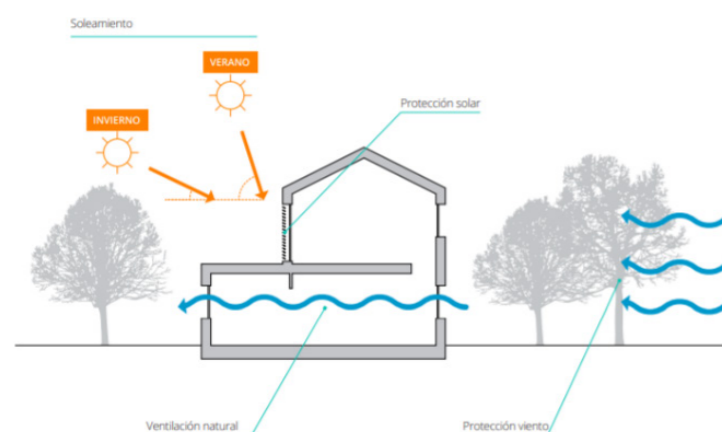 Soleamiento
VERANO
INVIERNO
Protección solar
Ventilación natural
Protección viento